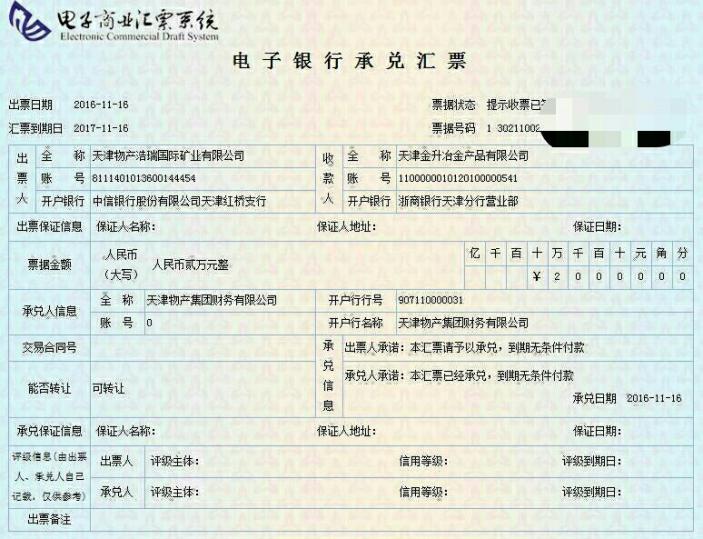 电子商业汇票系统
Electronic Commercial Draft System
电子银行承兑汇票
出票日期 2016-11-16 票据状态 提示收票已
汇票到期日 2017-11-16 票据号码 1 30211002
出票人 全称 天津物产浩瑞国际矿业有限公司 收款人 全称 天津金升冶金产品有限公司
账号 8111401013600144454 账号 1100000010120100000541
开户银行 中信银行股份有限公司天津红桥支行 开户银行 浙商银行天津分行营业部
出票保证信息 保证人名称: 保证人地址: 保证日期:
票据金额 人民币(大写) 人民币贰万元整 亿 千 百 十 万 千 百 十 元 角 分
¥ 2 0 0 0 0 0 0
承兑人信息 全称 天津物产集团财务有限公司 开户行行号 907110000031
账号 0 开户行名称 天津物产集团财务有限公司
交易合同号 承兑信息 出票人承诺:本汇票请予以承兑,到期无条件付款
能否转让 可转让 承兑人承诺:本汇票已经承兑,到期无条件付款
承兑日期 2016-11-16
承兑保证信息 保证人名称: 保证人地址: 保证日期:
评级信息(由出票人、承兑人自己记载,仅供参考) 出票人 评级主体: 信用等级: 评级到期日:
承兑人 评级主体: 信用等级: 评级到期日:
出票备注